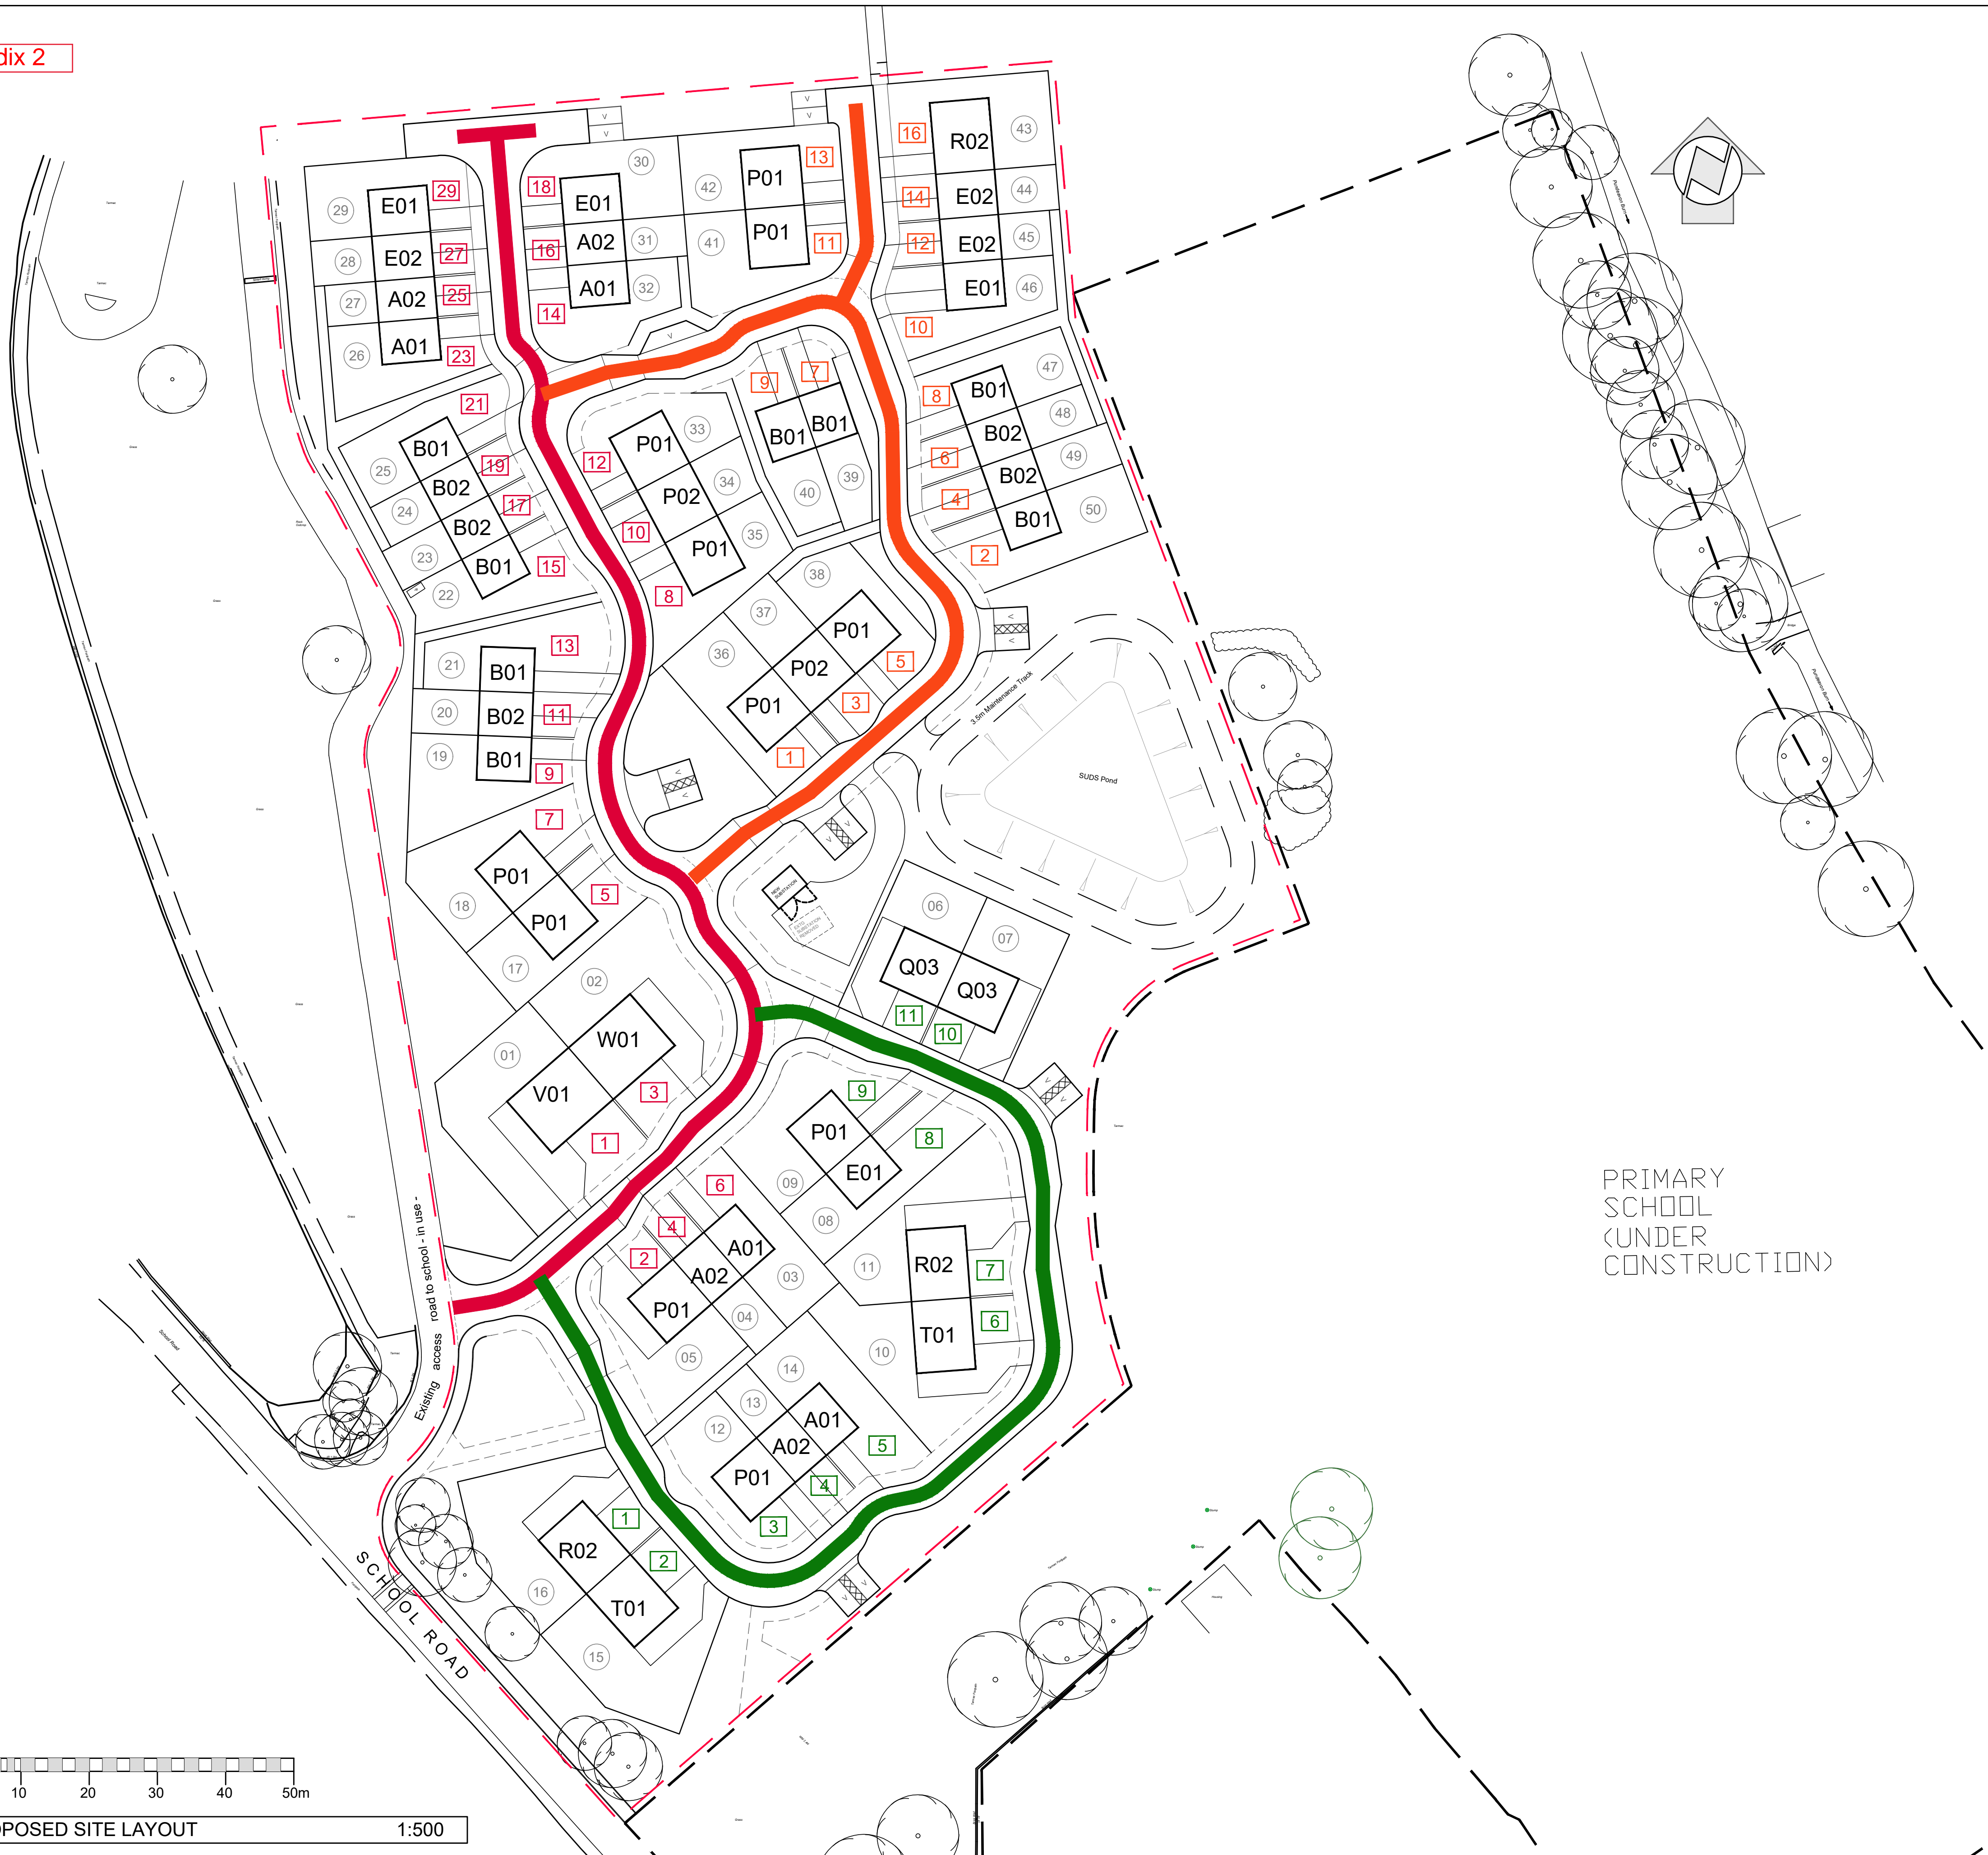 dix 2
V
V
V
V
29
E01
29
28
E02
27
27
A02
25
26
A01
23
18
E01
30
16
A02
31
14
A01
32
42
P01
13
41
P01
11
16
R02
43
14
E02
44
12
E02
45
E01
46
10
V
21
25
B01
24
B02
19
23
B02
17
22
B01
15
12
P01
33
10
P02
34
8
P01
35
9
7
B01
B01
40
39
8
B01
47
6
B02
48
4
B02
49
2
B01
50
38
37
36
P01
P02
P01
5
3
1
V
V
21
B01
13
20
B02
11
19
B01
9
7
V
V
3.5m Maintenance Track
SUDS Pond
V
V
NEW
SUBSTATION
EXTG
SUBSTATION
REMOVED
18
P01
5
17
P01
02
01
W01
V01
3
1
06
07
Q03
Q03
11
10
V
V
9
P01
8
E01
09
08
6
4
2
A01
A02
P01
03
04
05
11
R02
7
10
T01
6
14
13
12
A01
A02
P01
5
4
3
V
V
1
2
R02
T01
16
15
Existing access road to school - in use -
SCHOOL ROAD
School Road
PRIMARY
SCHOOL
(UNDER
CONSTRUCTION)
10 20 30 40 50m
POSED SITE LAYOUT 1:500